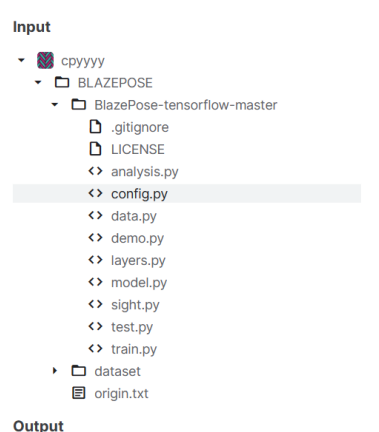 Input
cpyyyy
BLAZEPOSE
BlazePose-tensorflow-master
.gitignore
LICENSE
<> analysis.py
<> config.py
<> data.py
<> demo.py
<> layers.py
<> model.py
<> sight.py
<> test.py
<> train.py
dataset
origin.txt
Output